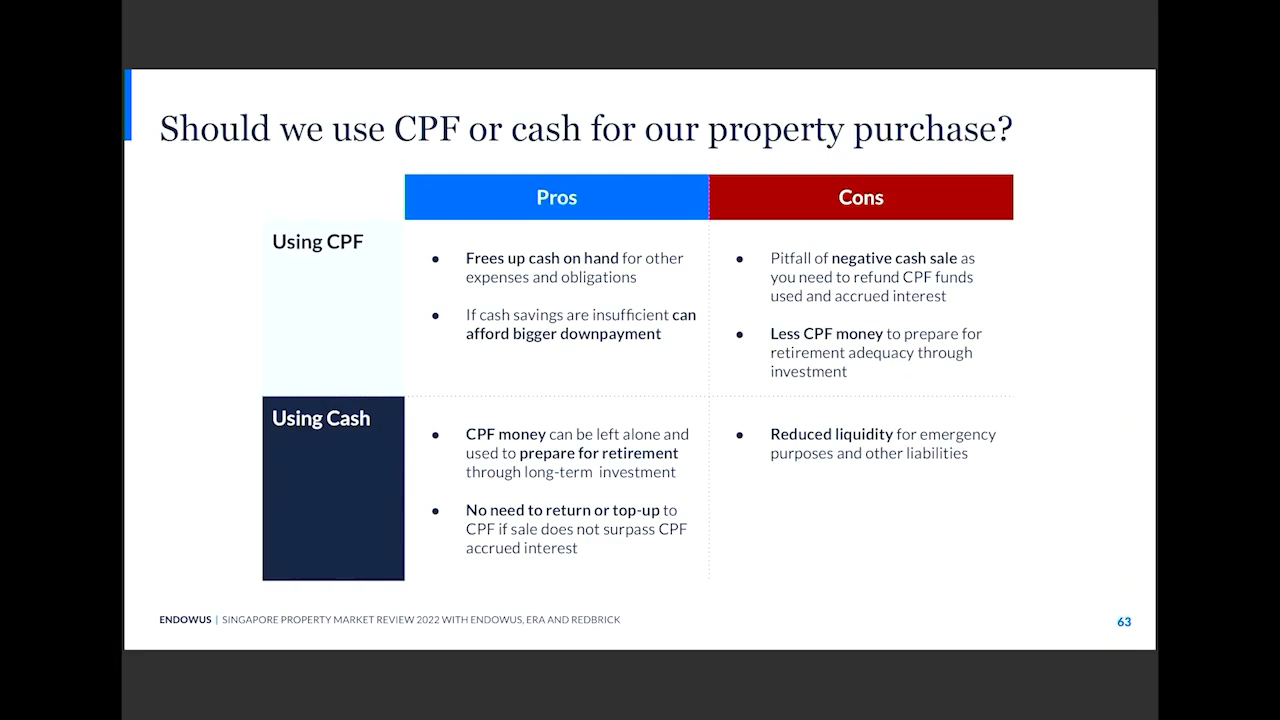 Should we use CPF or cash for our property purchase?
Pros
Cons
Using CPF
● Frees up cash on hand for other
expenses and obligations
● If cash savings are insufficient can
afford bigger downpayment
● Pitfall of negative cash sale as
you need to refund CPF funds
used and accrued interest
● Less CPF money to prepare for
retirement adequacy through
investment
Using Cash
● CPF money can be left alone and
used to prepare for retirement
through long-term investment
● No need to return or top-up to
CPF if sale does not surpass CPF
accrued interest
● Reduced liquidity for emergency
purposes and other liabilities
ENDOWUS | SINGAPORE PROPERTY MARKET REVIEW 2022 WITH ENDOWUS, ERA AND REDBRICK
63